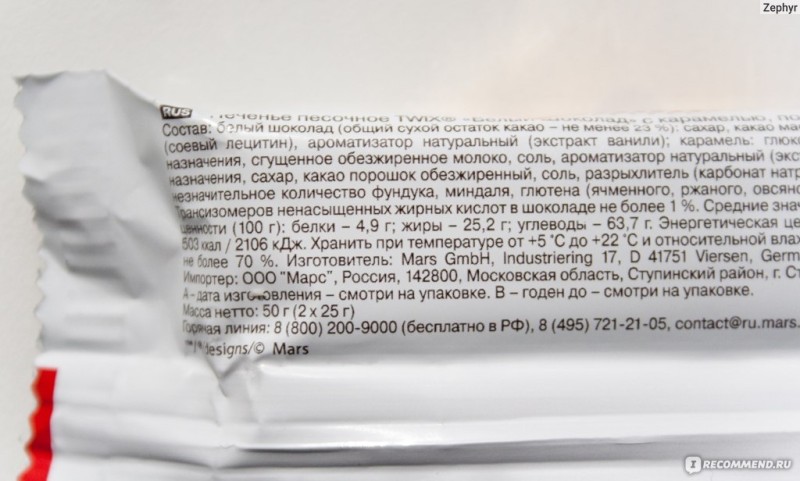 Zephyr
RUS Печенье песочное TWIX® «Белый шоколад» с карамелью, по
Состав: белый шоколад (общий сухой остаток какао – не менее 23 %): сахар, какао ма
(соевый лецитин), ароматизатор натуральный (экстракт ванили); карамель: глюк
назначения, сгущенное обезжиренное молоко, соль, ароматизатор натуральный (эк
назначения, сахар, какао порошок обезжиренный, соль, разрыхлитель (карбонат натр
незначительное количество фундука, миндаля, глютена (ячменного, ржаного, овсяно
Трансизомеров ненасыщенных жирных кислот в шоколаде не более 1 %. Средние знач
ценности (100 г): белки – 4,9 г; жиры – 25,2 г; углеводы – 63,7 г. Энергетическая це
503 ккал / 2106 кДж. Хранить при температуре от +5 °C до +22 °C и относительной влаж
не более 70 %. Изготовитель: Mars GmbH, Industriering 17, D 41751 Viersen, Germ
Импортер: ООО "Марс", Россия, 142800, Московская область, Ступинский район, г. Ст
А – дата изготовления – смотри на упаковке. В – годен до – смотри на упаковке.
Масса нетто: 50 г (2 x 25 г)
Горячая линия: 8 (800) 200-9000 (бесплатно в РФ), 8 (495) 721-21-05, contact@ru.mars.
designs/© Mars
I RECOMMEND.RU